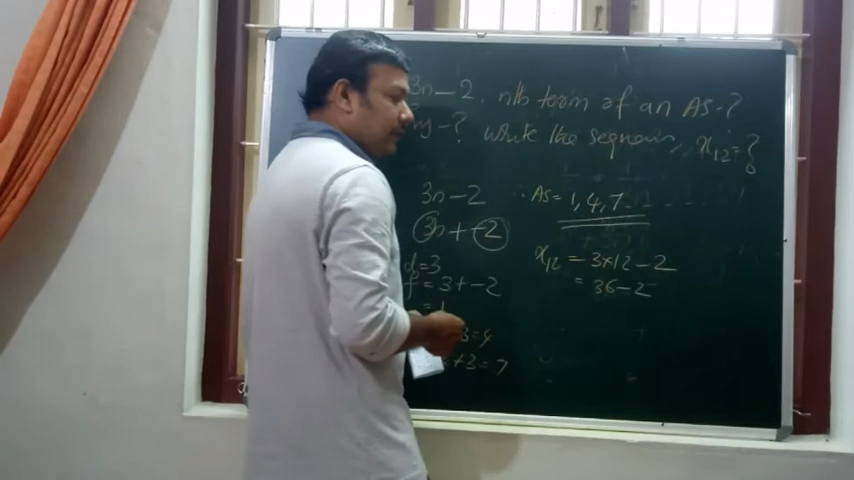 3n-2. nth term of an AS-?
-? write the sequence, x12=?
3n-2 ∴ AS = 1, 4, 7 - - - -
3n+-2
d=3
f = 3+-2
= 1
3=4
+3=7
x12 = 3×12-2
= 36-2